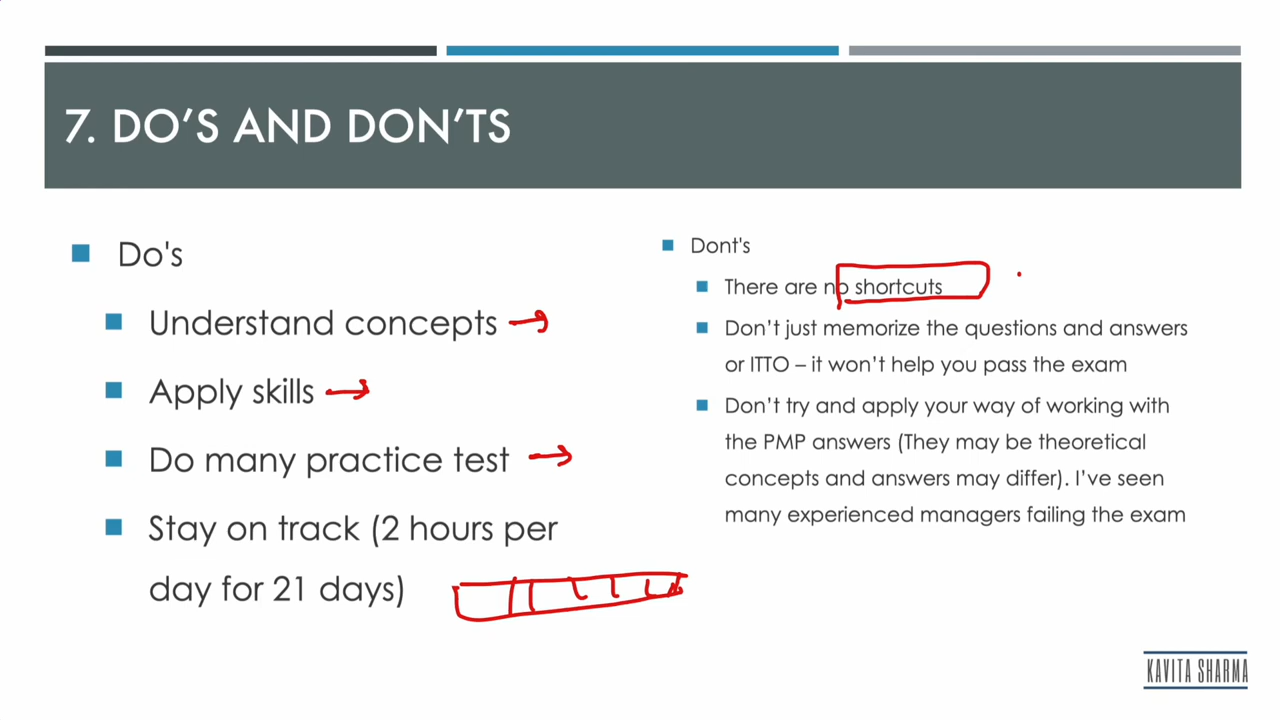 7. DO’S AND DON’TS
Do's
Understand concepts
Apply skills
Do many practice test
Stay on track (2 hours per
day for 21 days)
Dont's
There are no shortcuts
Don’t just memorize the questions and answers
or ITTO – it won’t help you pass the exam
Don’t try and apply your way of working with
the PMP answers (They may be theoretical
concepts and answers may differ). I’ve seen
many experienced managers failing the exam
KAVITA SHARMA